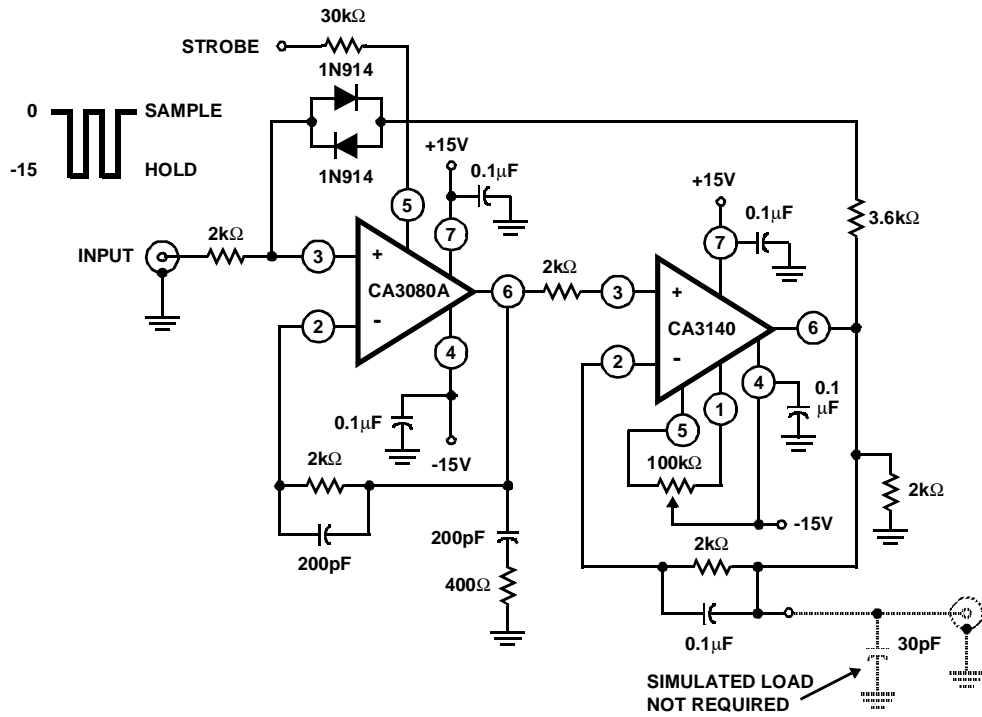 30kΩ
STROBE
1N914
0
SAMPLE
-15
HOLD
1N914
+15V
0.1µF
+15V
0.1µF
3.6kΩ
5
7
7
INPUT
2kΩ
3
+
CA3080A
6
2kΩ
3
+
CA3140
6
2
-
2
-
4
4
0.1µF
0.1
µF
-15V
5
1
2kΩ
100kΩ
2kΩ
-15V
200pF
200pF
2kΩ
400Ω
0.1µF
30pF
SIMULATED LOAD
NOT REQUIRED